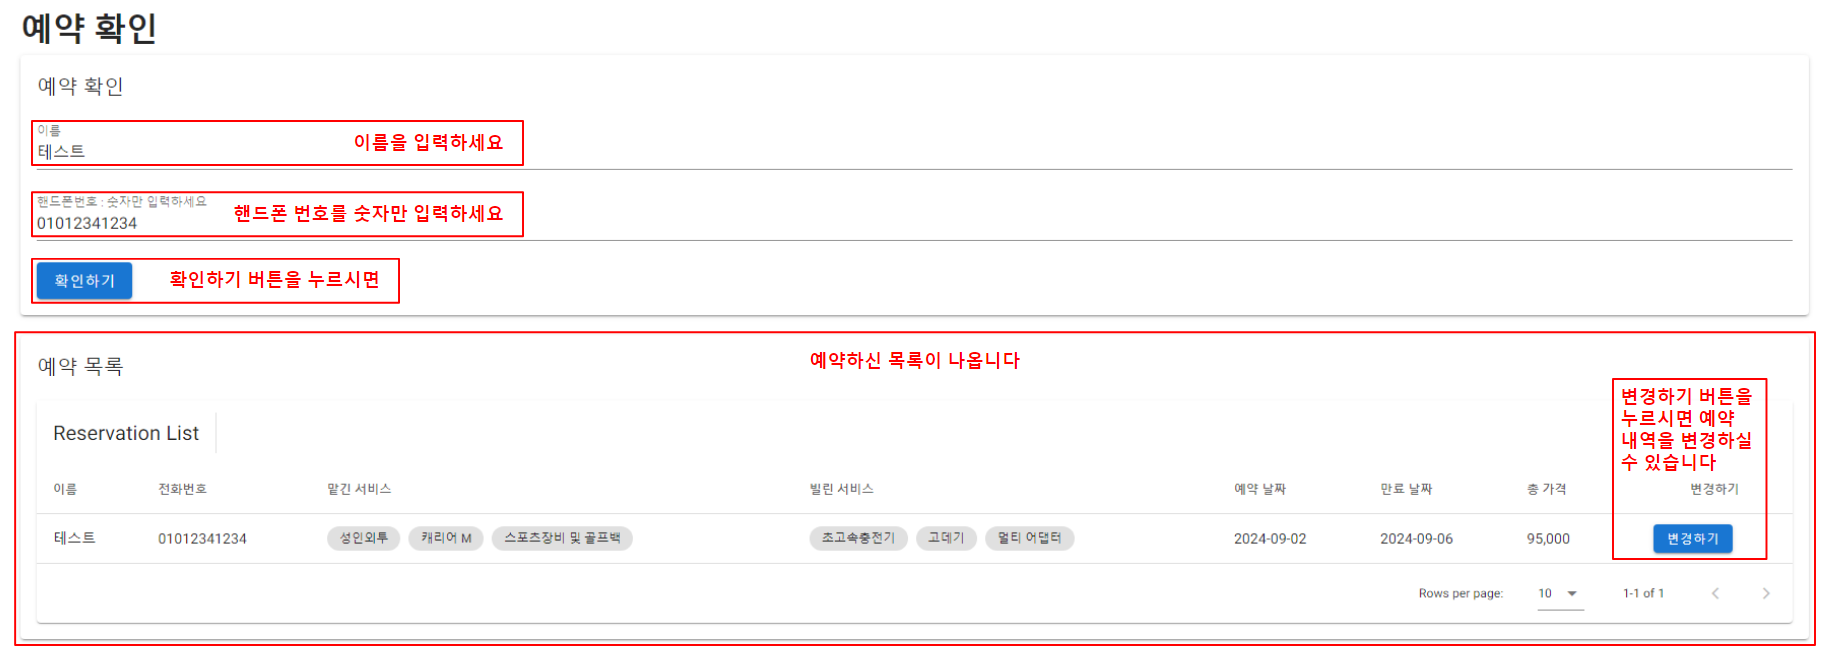 예약 확인
예약 확인
이름
테스트
이름을 입력하세요
핸드폰번호 : 숫자만 입력하세요
01012341234
핸드폰 번호를 숫자만 입력하세요
확인하기
확인하기 버튼을 누르시면
예약 목록
예약하신 목록이 나옵니다
변경하기 버튼을
누르시면 예약
내역을 변경하실
수 있습니다
Reservation List
이름 전화번호 맡긴 서비스 빌린 서비스 예약 날짜 만료 날짜 총 가격 변경하기
테스트 01012341234 성인외투 캐리어 M 스포츠장비 및 골프백 초고속충전기 고데기 멀티 어댑터 2024-09-02 2024-09-06 95,000 변경하기
Rows per page: 10 1-1 of 1